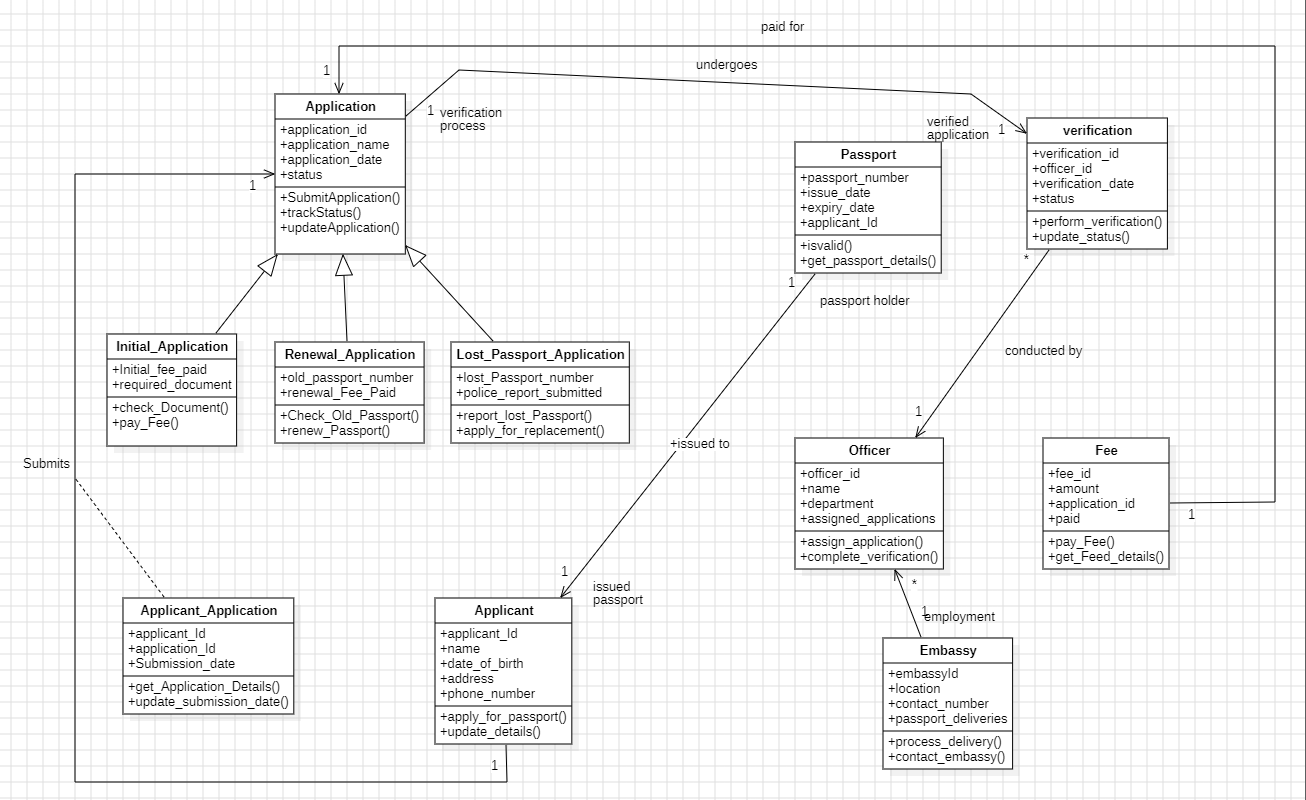 paid for
1
undergoes
1
verification
process
verified
application
1
Application
+application_id
+application_name
+application_date
+status
+SubmitApplication()
+trackStatus()
+updateApplication()
1
Passport
+passport_number
+issue_date
+expiry_date
+applicant_Id
+isvalid()
+get_passport_details()
verification
+verification_id
+officer_id
+verification_date
+status
+perform_verification()
+update_status()
1
passport holder
*
conducted by
1
Initial_Application
+Initial_fee_paid
+required_document
+check_Document()
+pay_Fee()
Renewal_Application
+old_passport_number
+renewal_Fee_Paid
+Check_Old_Passport()
+renew_Passport()
Lost_Passport_Application
+lost_Passport_number
+police_report_submitted
+report_lost_Passport()
+apply_for_replacement()
+issued to
Submits
Officer
+officer_id
+name
+department
+assigned_applications
+assign_application()
+complete_verification()
Fee
+fee_id
+amount
+application_id
+paid
+pay_Fee()
+get_Feed_details()
1
1
issued
passport
*
1
employment
Applicant_Application
+applicant_Id
+application_Id
+Submission_date
+get_Application_Details()
+update_submission_date()
Applicant
+applicant_Id
+name
+date_of_birth
+address
+phone_number
+apply_for_passport()
+update_details()
1
Embassy
+embassyId
+location
+contact_number
+passport_deliveries
+process_delivery()
+contact_embassy()